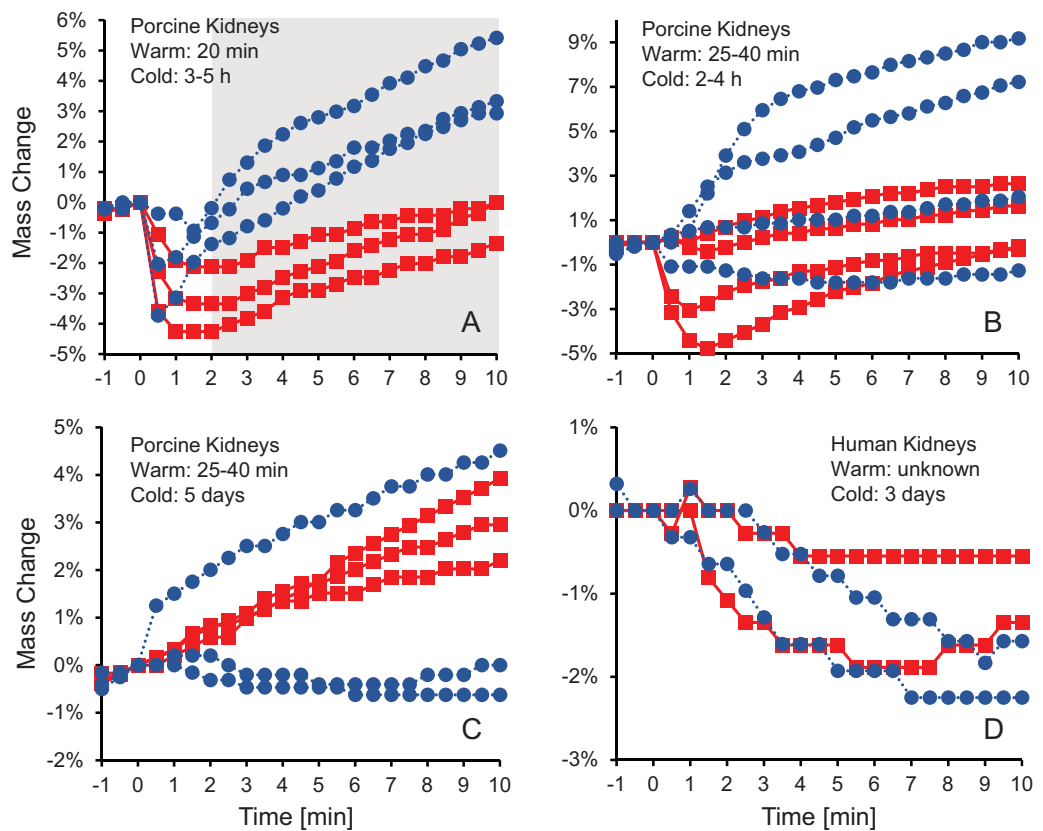 Mass Change
6%
5%
4%
3%
2%
1%
0%
-1%
-2%
-3%
-4%
-5%
Porcine Kidneys
Warm: 20 min
Cold: 3-5 h
A
-1 0 1 2 3 4 5 6 7 8 9 10
9%
7%
5%
3%
1%
-1%
-3%
-5%
Porcine Kidneys
Warm: 25-40 min
Cold: 2-4 h
B
-1 0 1 2 3 4 5 6 7 8 9 10
Mass Change
5%
4%
3%
2%
1%
0%
-1%
-2%
Porcine Kidneys
Warm: 25-40 min
Cold: 5 days
C
-1 0 1 2 3 4 5 6 7 8 9 10
Time [min]
1%
0%
-1%
-2%
-3%
Human Kidneys
Warm: unknown
Cold: 3 days
D
-1 0 1 2 3 4 5 6 7 8 9 10
Time [min]